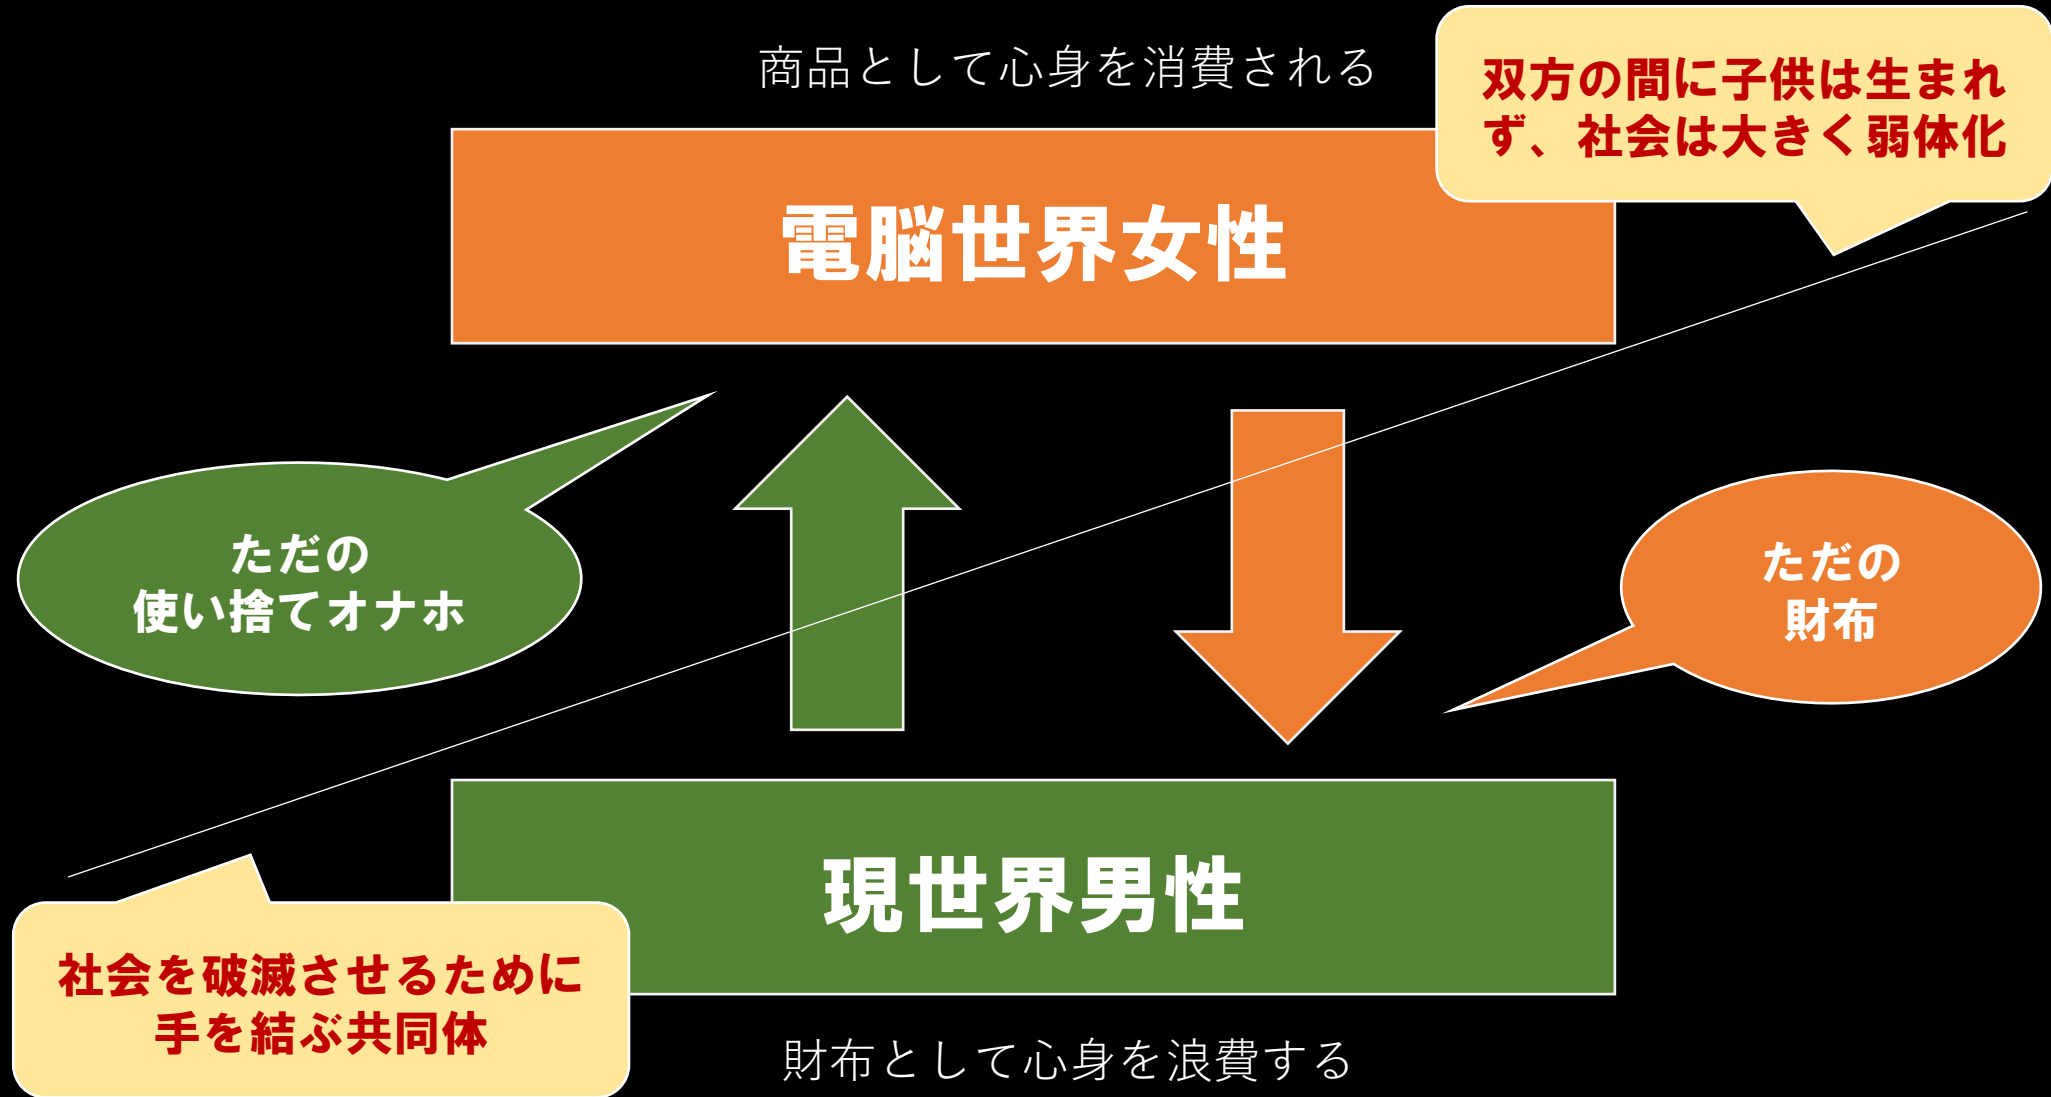 商品として心身を消費される
双方の間に子供は生まれ
ず、社会は大きく弱体化
電脳世界女性
ただの
使い捨てオナホ
ただの
財布
現世界男性
社会を破滅させるために
手を結ぶ共同体
財布として心身を浪費する